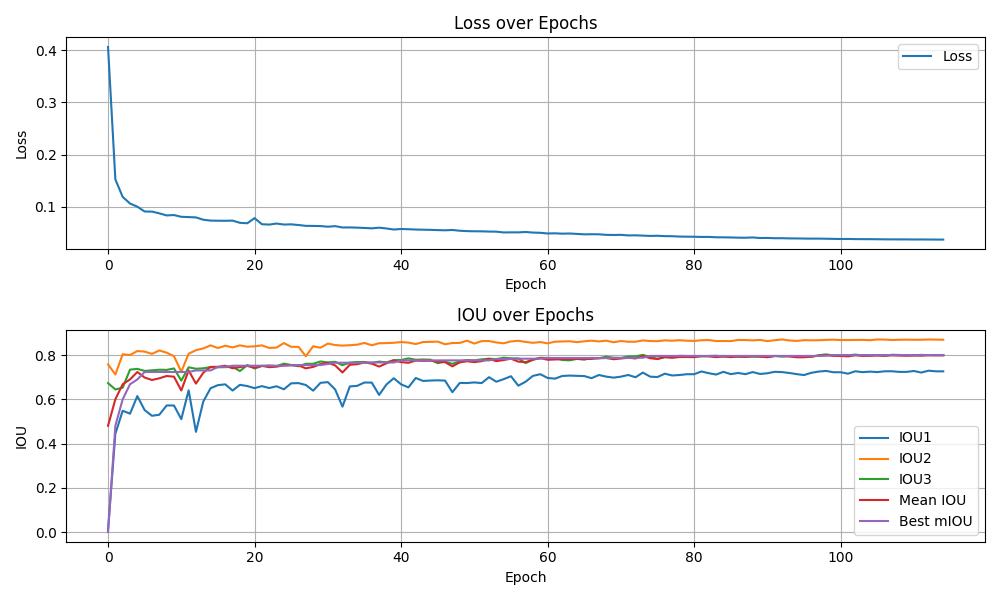 Loss over Epochs
Loss
0.4
0.3
0.2
0.1
Loss
0 20 40 60 80 100
Epoch
IOU over Epochs
IOU
0.8
0.6
0.4
0.2
0.0
IOU1
IOU2
IOU3
Mean IOU
Best mIOU
0 20 40 60 80 100
Epoch